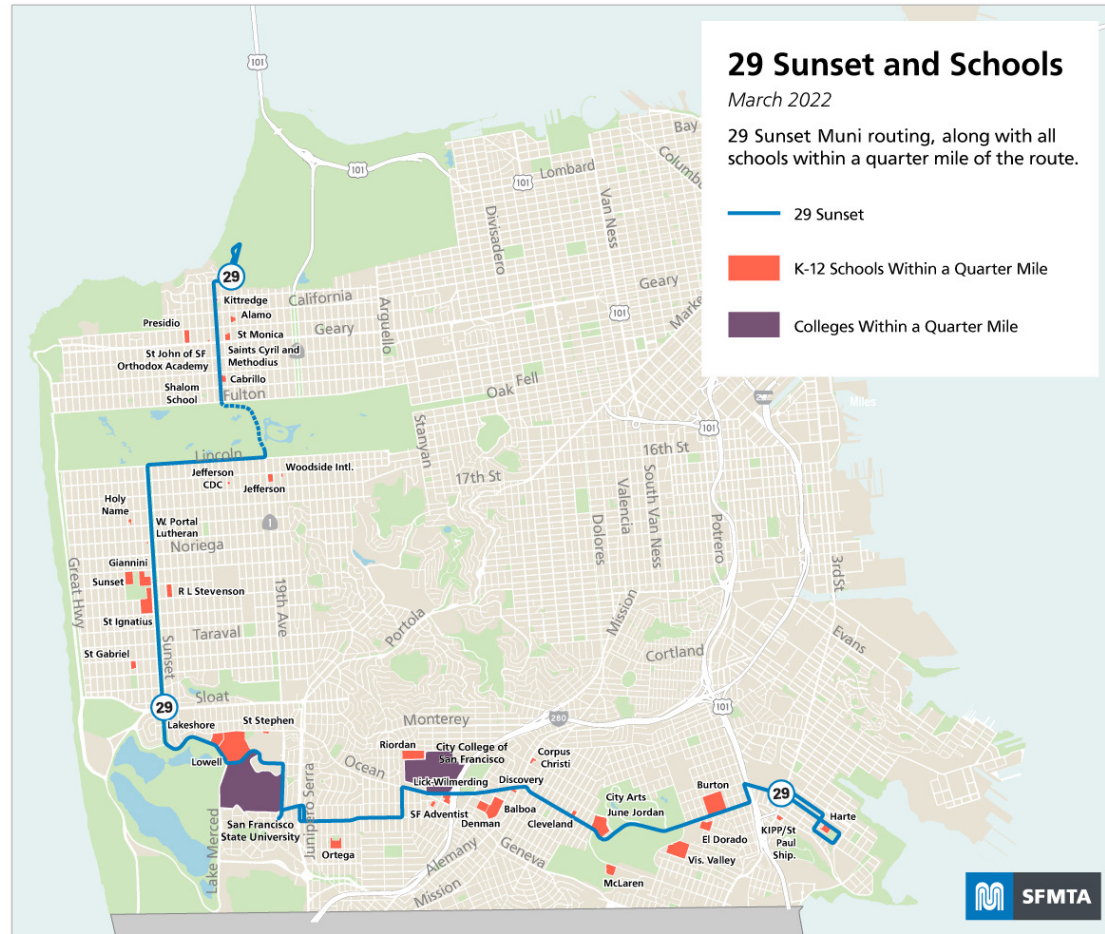 29 Sunset and Schools
March 2022
29 Sunset Muni routing, along with all
schools within a quarter mile of the route.
29 Sunset
K-12 Schools Within a Quarter Mile
Colleges Within a Quarter Mile
101
101
101
Bay
Columbus
Lombard
Van Ness
Divisadero
Geary
Marke
101
29
Kittredge
California
Alamo
Geary
Arguello
Presidio
St Monica
St John of SF
Orthodox Academy
Saints Cyril and
Methodius
Shalom
School
Cabrillo
Fulton
Oak
Fell
Stanyan
Miles
101
16th St
17th St
Lincoln
Jefferson
CDC
Woodside Intl.
Jefferson
Holy
Name
W. Portal
Lutheran
1
Noriega
Great Hwy
Giannini
Sunset
R L Stevenson
St Ignatius
19th Ave
Taraval
Sunset
St Gabriel
Portola
Dolores
Valencia
South Van Ness
Potrero
3rd St
Mission
Cortland
Evans
101
Sloat
29
Lakeshore
St Stephen
Lowell
Monterey
280
Riordan
City College of
San Francisco
Ocean
Lick-Wilmerding
Discovery
Corpus
Christi
SF Adventist
Denman
Balboa
Cleveland
City Arts
June Jordan
Burton
29
Harte
KIPP/St
Paul
Ship.
El Dorado
Vis. Valley
McLaren
San Francisco
State University
Junipero Serra
Ortega
Lake Merced
Alemany
Geneva
Mission
SFMTA